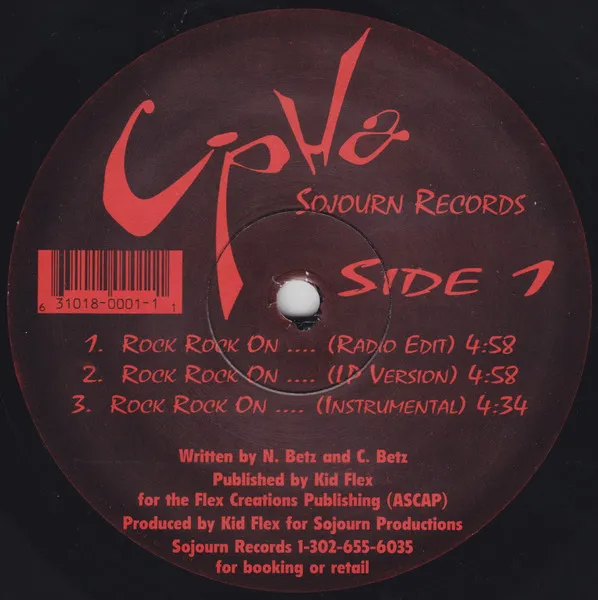 Cipha
Sojourn Records
Side 1
6 31018-0001-1 1
1. Rock Rock On .... (Radio Edit) 4:58
2. Rock Rock On .... (LP Version) 4:58
3. Rock Rock On .... (Instrumental) 4:34
Written by N. Betz and C. Betz
Published by Kid Flex
for the Flex Creations Publishing (ASCAP)
Produced by Kid Flex for Sojourn Productions
Sojourn Records 1-302-655-6035
for booking or retail